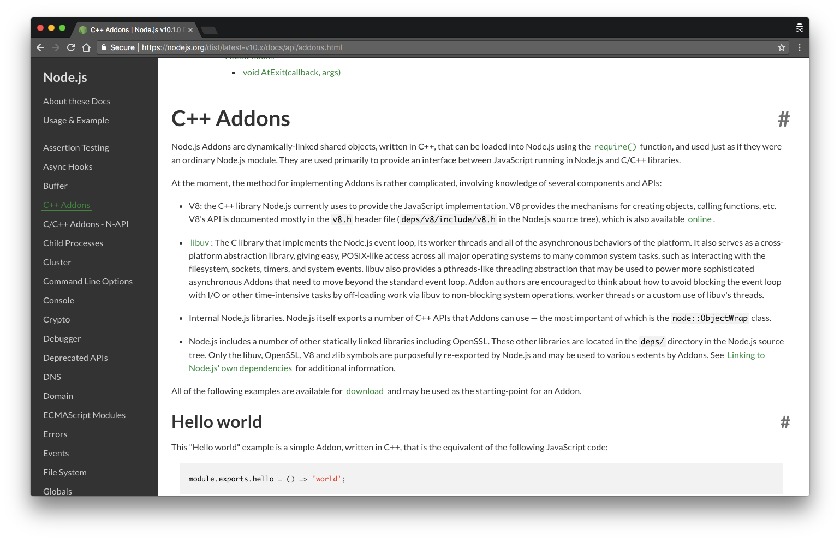 C++ Addons | Node.js v10.1.0
Secure | https://nodejs.org/dist/latest-v10.x/docs/api/addons.html
Node.js
About these Docs
Usage & Example
Assertion Testing
Async Hooks
Buffer
C++ Addons
C/C++ Addons - N-API
Child Processes
Cluster
Command Line Options
Console
Crypto
Debugger
Deprecated APIs
DNS
Domain
ECMAScript Modules
Errors
Events
File System
Globals
void AtExit(callback, args)
C++ Addons #
Node.js Addons are dynamically-linked shared objects, written in C++, that can be loaded into Node.js using the require() function, and used just as if they were
an ordinary Node.js module. They are used primarily to provide an interface between JavaScript running in Node.js and C/C++ libraries.
At the moment, the method for implementing Addons is rather complicated, involving knowledge of several components and APIs:
• V8: the C++ library Node.js currently uses to provide the JavaScript implementation. V8 provides the mechanisms for creating objects, calling functions, etc.
V8's API is documented mostly in the v8.h header file (deps/v8/include/v8.h in the Node.js source tree), which is also available online.
• libuv: The C library that implements the Node.js event loop, its worker threads and all of the asynchronous behaviors of the platform. It also serves as a cross-
platform abstraction library, giving easy, POSIX-like access across all major operating systems to many common system tasks, such as interacting with the
filesystem, sockets, timers, and system events. libuv also provides a pthreads-like threading abstraction that may be used to power more sophisticated
asynchronous Addons that need to move beyond the standard event loop. Addon authors are encouraged to think about how to avoid blocking the event loop
with I/O or other time-intensive tasks by off-loading work via libuv to non-blocking system operations, worker threads or a custom use of libuv's threads.
• Internal Node.js libraries. Node.js itself exports a number of C++ APIs that Addons can use — the most important of which is the node::ObjectWrap class.
• Node.js includes a number of other statically linked libraries including OpenSSL. These other libraries are located in the deps/ directory in the Node.js source
tree. Only the libuv, OpenSSL, V8 and zlib symbols are purposefully re-exported by Node.js and may be used to various extents by Addons. See Linking to
Node.js' own dependencies for additional information.
All of the following examples are available for download and may be used as the starting-point for an Addon.
Hello world #
This "Hello world" example is a simple Addon, written in C++, that is the equivalent of the following JavaScript code:
module.exports.hello = () => 'world';